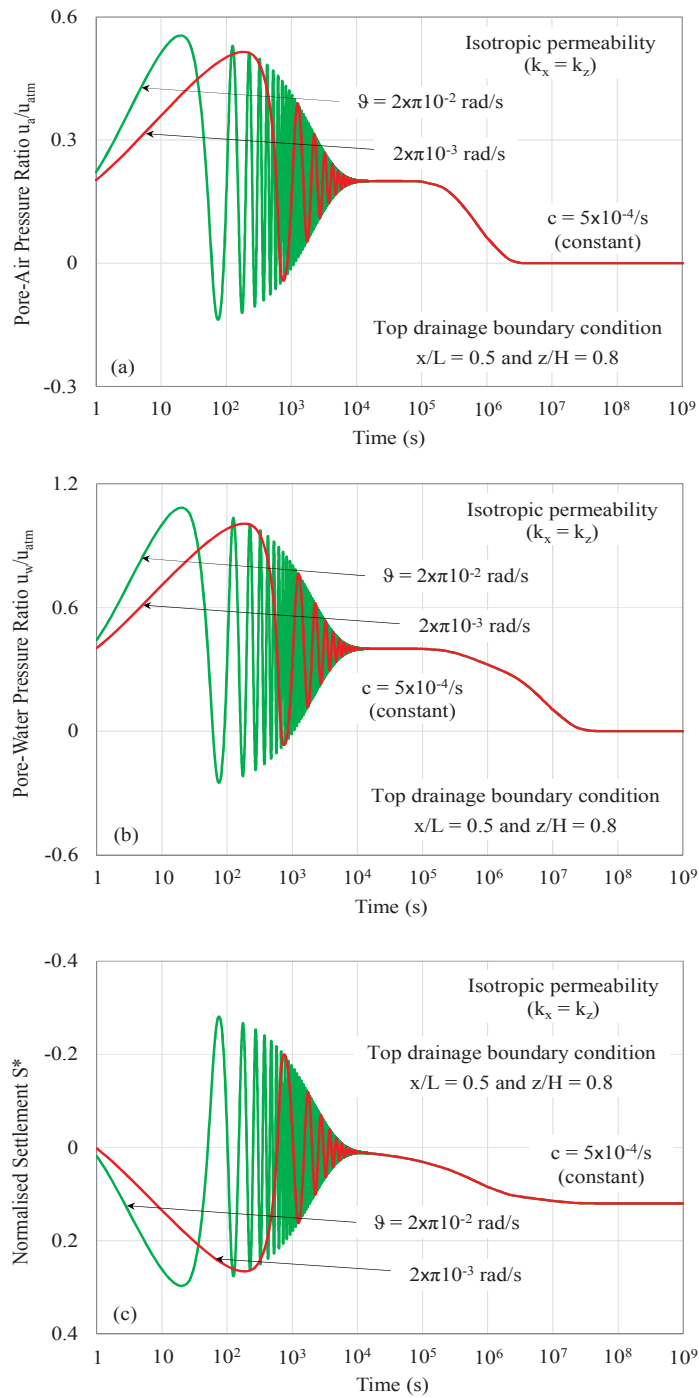 0.6
0.3
0
-0.3
Pore-Air Pressure Ratio uₐ/uₐₜₘ
Isotropic permeability
(kₓ = k_z)
ϑ = 2xπ10⁻² rad/s
2xπ10⁻³ rad/s
c = 5x10⁻⁴/s
(constant)
Top drainage boundary condition
x/L = 0.5 and z/H = 0.8
(a)
1 10 10² 10³ 10⁴ 10⁵ 10⁶ 10⁷ 10⁸ 10⁹
Time (s)
1.2
0.6
0
-0.6
Pore-Water Pressure Ratio u_w/uₐₜₘ
Isotropic permeability
(kₓ = k_z)
ϑ = 2xπ10⁻² rad/s
2xπ10⁻³ rad/s
c = 5x10⁻⁴/s
(constant)
Top drainage boundary condition
x/L = 0.5 and z/H = 0.8
(b)
1 10 10² 10³ 10⁴ 10⁵ 10⁶ 10⁷ 10⁸ 10⁹
Time (s)
-0.4
-0.2
0
0.2
0.4
Normalised Settlement S*
Isotropic permeability
(kₓ = k_z)
Top drainage boundary condition
x/L = 0.5 and z/H = 0.8
c = 5x10⁻⁴/s
(constant)
ϑ = 2xπ10⁻² rad/s
2xπ10⁻³ rad/s
(c)
1 10 10² 10³ 10⁴ 10⁵ 10⁶ 10⁷ 10⁸ 10⁹
Time (s)